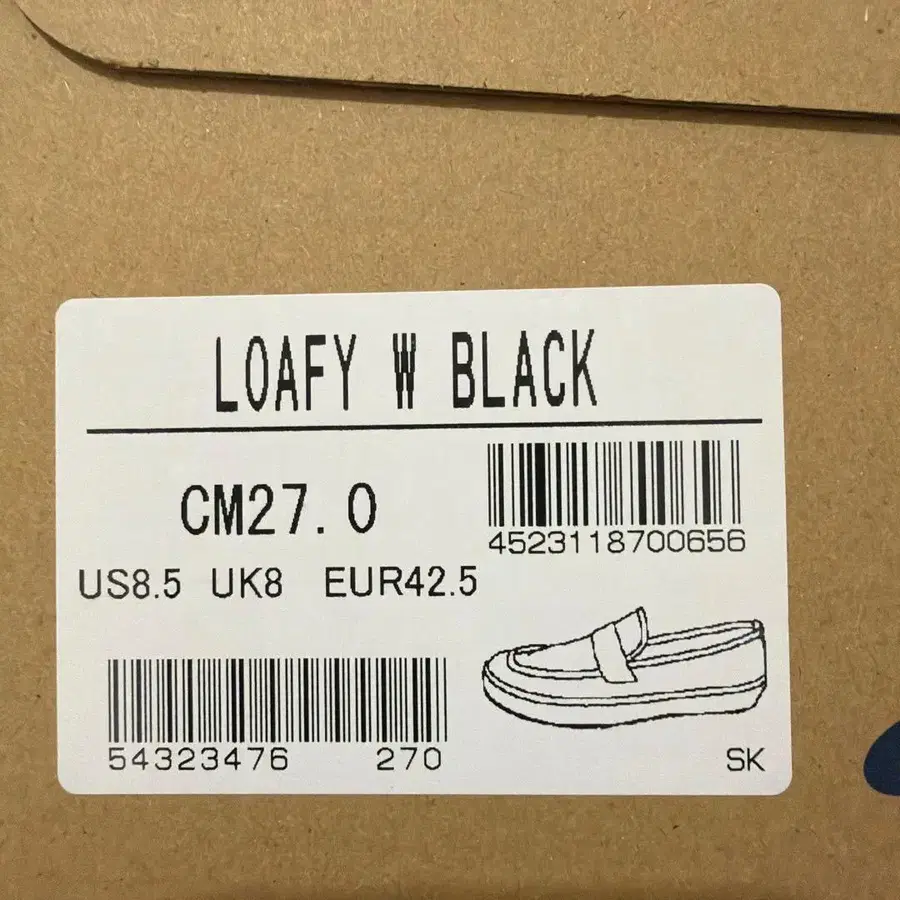 LOAFY W BLACK
CM27.0
4523118700656
US8.5 UK8 EUR42.5
54323476 270
SK